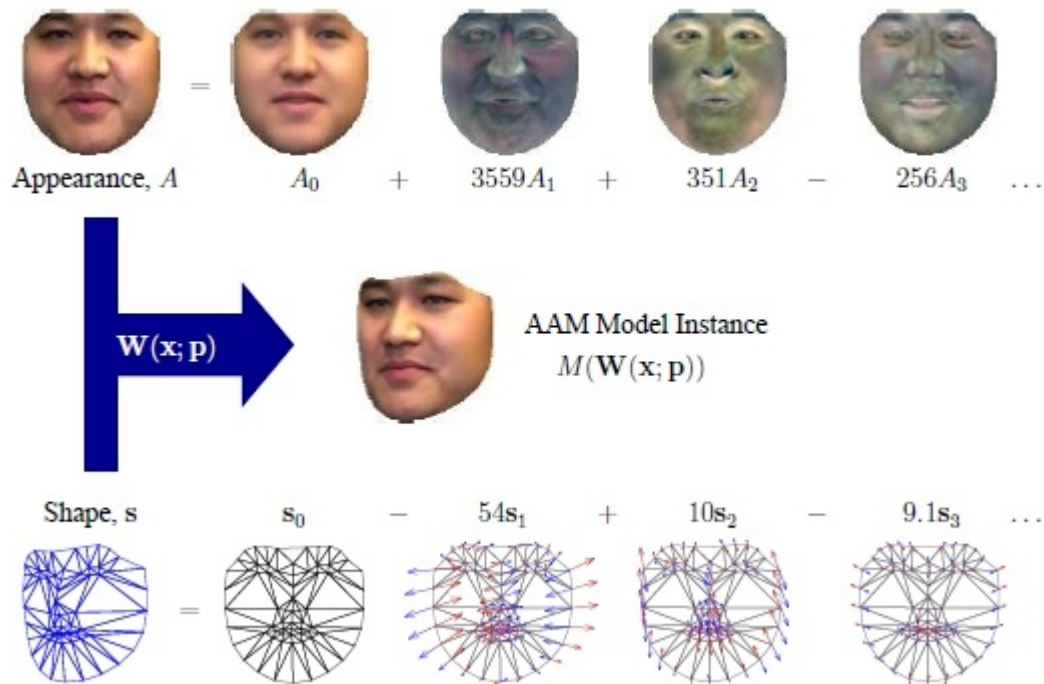 =
Appearance, A A₀ + 3559A₁ + 351A₂ − 256A₃ ...
W(x; p)
AAM Model Instance
M(W(x; p))
Shape, s s₀ − 54s₁ + 10s₂ − 9.1s₃ ...
=